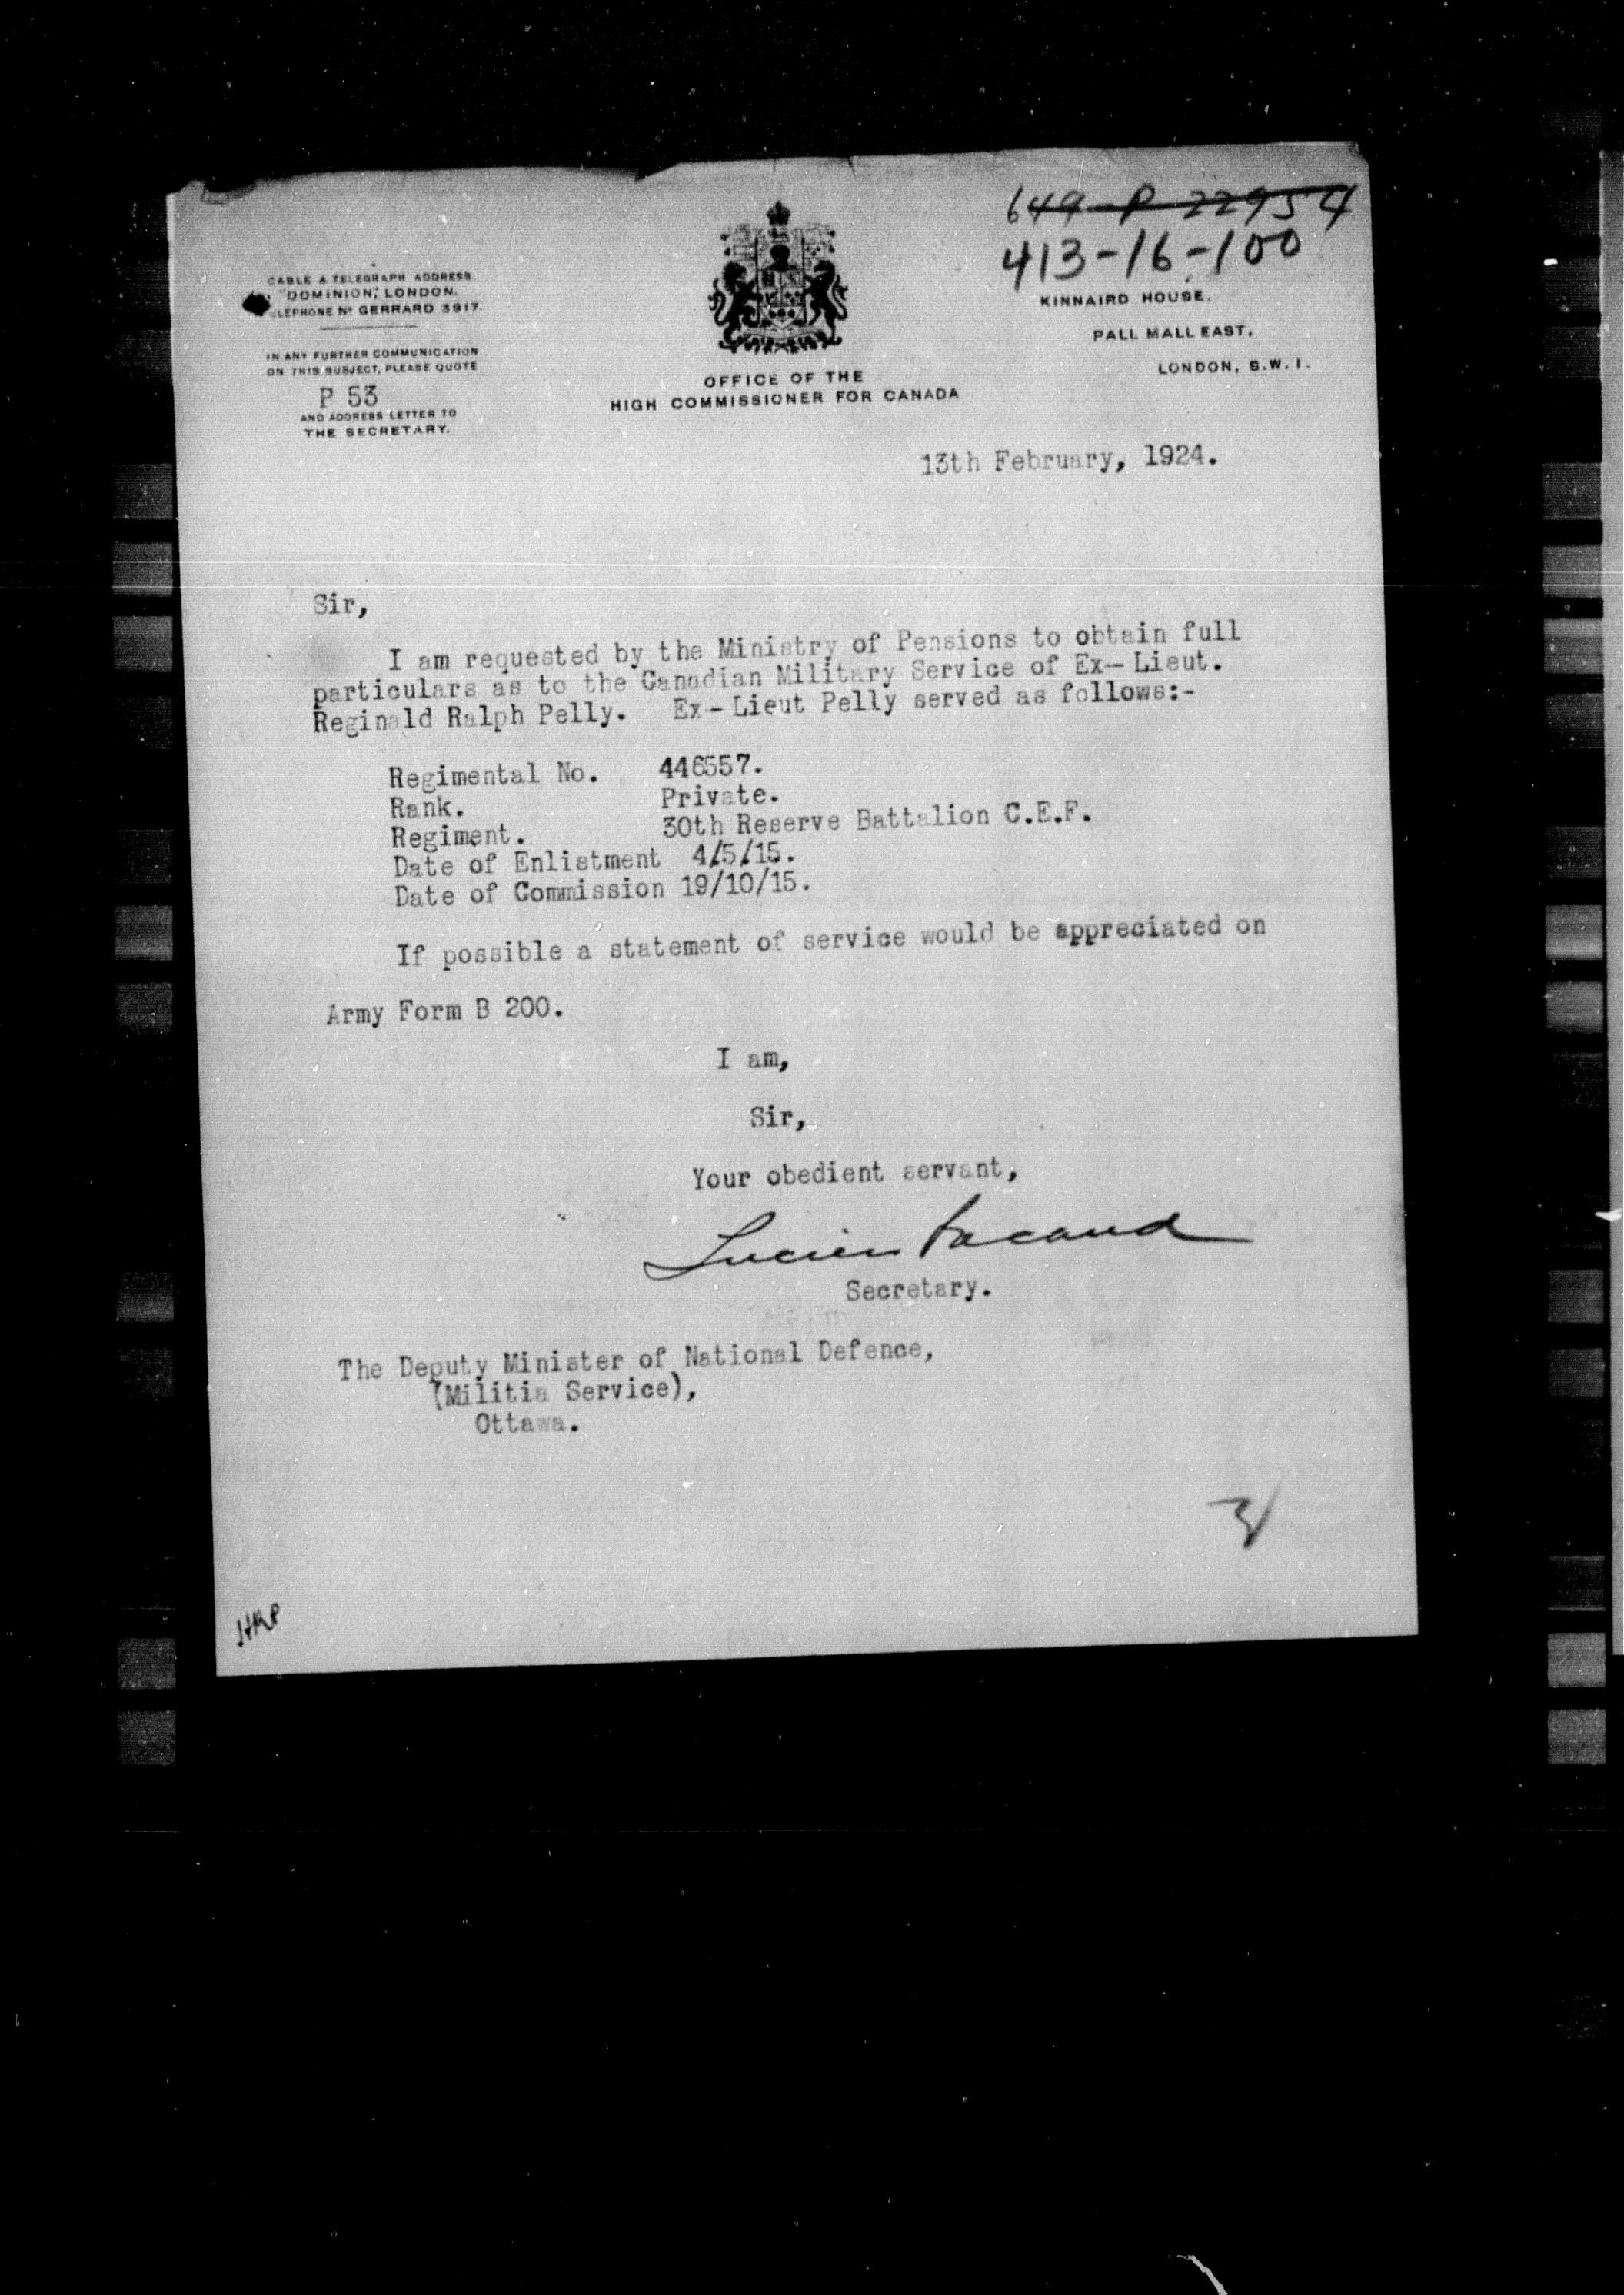 649-P-22954
413-16-100
CABLE & TELEGRAPH ADDRESS
"DOMINION", LONDON.
LEPHONE No GERRARD 3917.
IN ANY FURTHER COMMUNICATION
ON THIS SUBJECT, PLEASE QUOTE
P 53
AND ADDRESS LETTER TO
THE SECRETARY.
OFFICE OF THE
HIGH COMMISSIONER FOR CANADA
KINNAIRD HOUSE,
PALL MALL EAST,
LONDON, S.W.1.
13th February, 1924.
Sir,
I am requested by the Ministry of Pensions to obtain full
particulars as to the Canadian Military Service of Ex-Lieut.
Reginald Ralph Pelly. Ex-Lieut Pelly served as follows:-
Regimental No. 446557.
Rank. Private.
Regiment. 30th Reserve Battalion C.E.F.
Date of Enlistment 4/5/15.
Date of Commission 19/10/15.
If possible a statement of service would be appreciated on
Army Form B 200.
I am,
Sir,
Your obedient servant,
Lucien Pacaud
Secretary.
The Deputy Minister of National Defence,
(Militia Service),
Ottawa.